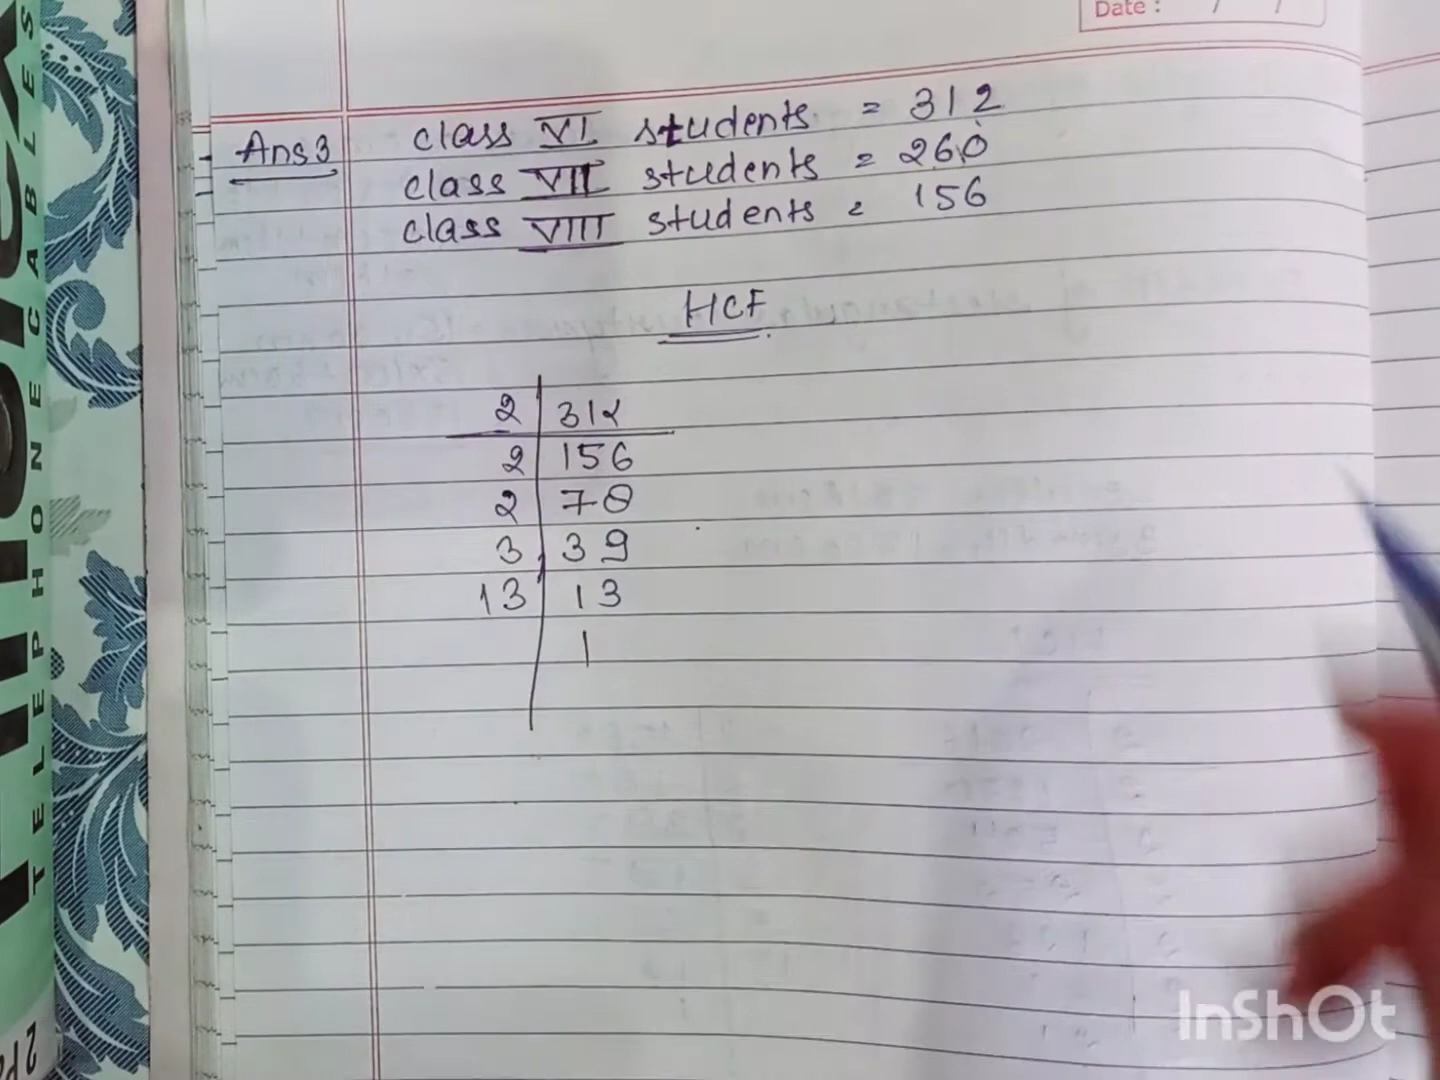 Date : / /
Ans 3 class VI students = 312
class VII students = 260
class VIII students = 156
HCF
2 312
2 156
2 78
3 39
13 13
1
TELEPHONE CABLES
InShOt